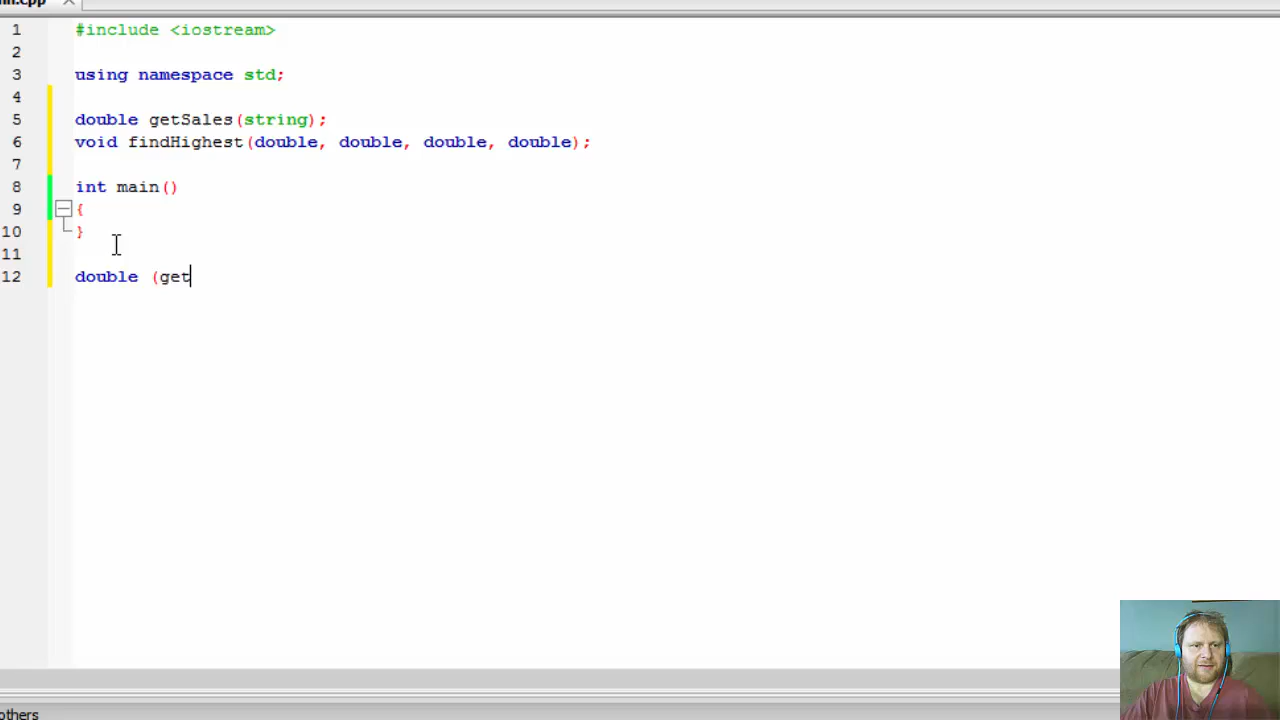 1 #include <iostream>
2
3 using namespace std;
4
5 double getSales(string);
6 void findHighest(double, double, double, double);
7
8 int main()
9 {
10 }
11
12 double (get
others